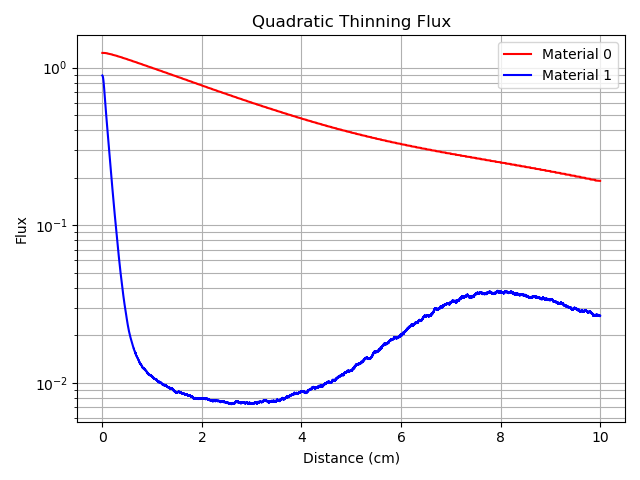 Quadratic Thinning Flux
Material 0
Material 1
10⁰
10⁻¹
10⁻²
Flux
0 2 4 6 8 10
Distance (cm)